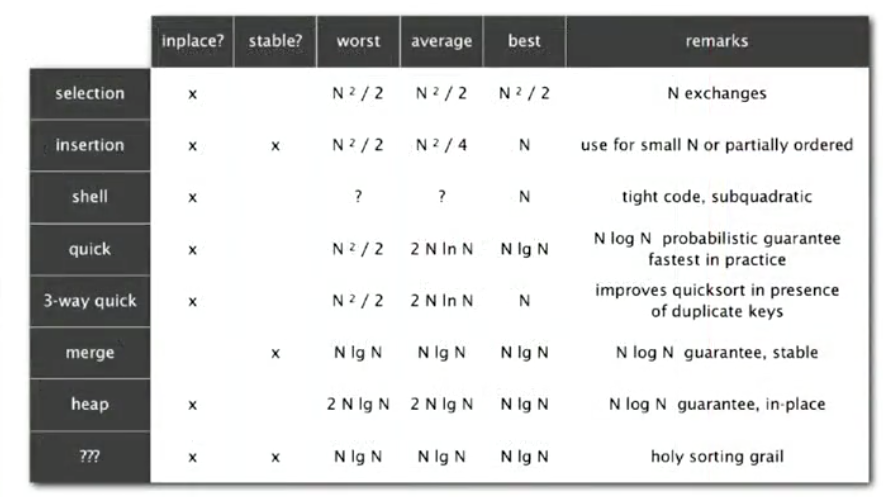 inplace? stable? worst average best remarks
selection x N ² / 2 N ² / 2 N ² / 2 N exchanges
insertion x x N ² / 2 N ² / 4 N use for small N or partially ordered
shell x ? ? N tight code, subquadratic
quick x N ² / 2 2 N ln N N lg N N log N probabilistic guarantee
fastest in practice
3-way quick x N ² / 2 2 N ln N N improves quicksort in presence
of duplicate keys
merge x N lg N N lg N N lg N N log N guarantee, stable
heap x 2 N lg N 2 N lg N N lg N N log N guarantee, in-place
??? x x N lg N N lg N N lg N holy sorting grail